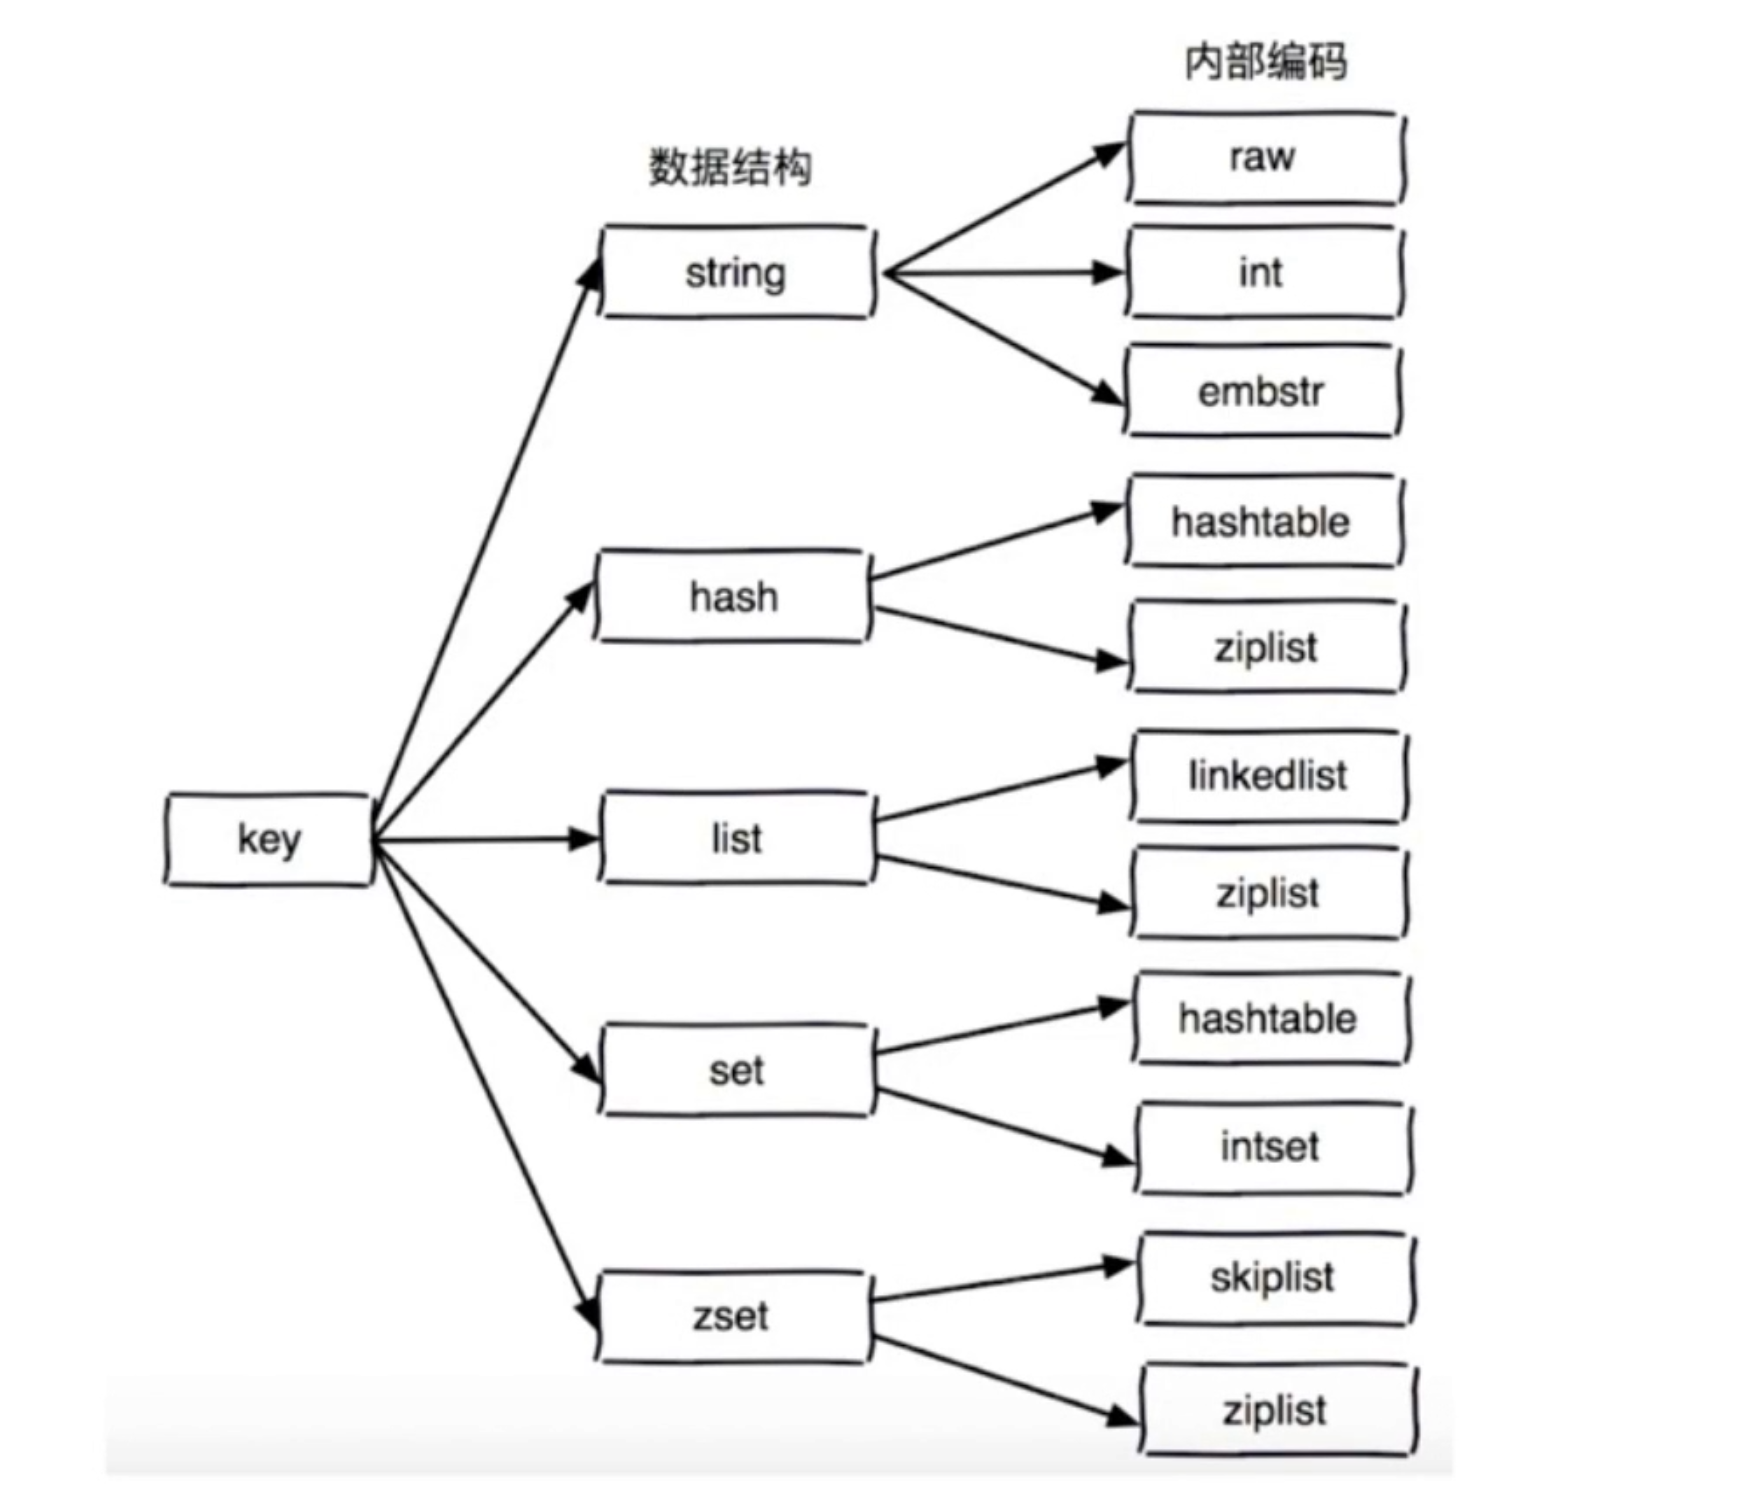 内部编码
数据结构
raw
string
int
embstr
hash
hashtable
ziplist
key
list
linkedlist
ziplist
set
hashtable
intset
zset
skiplist
ziplist